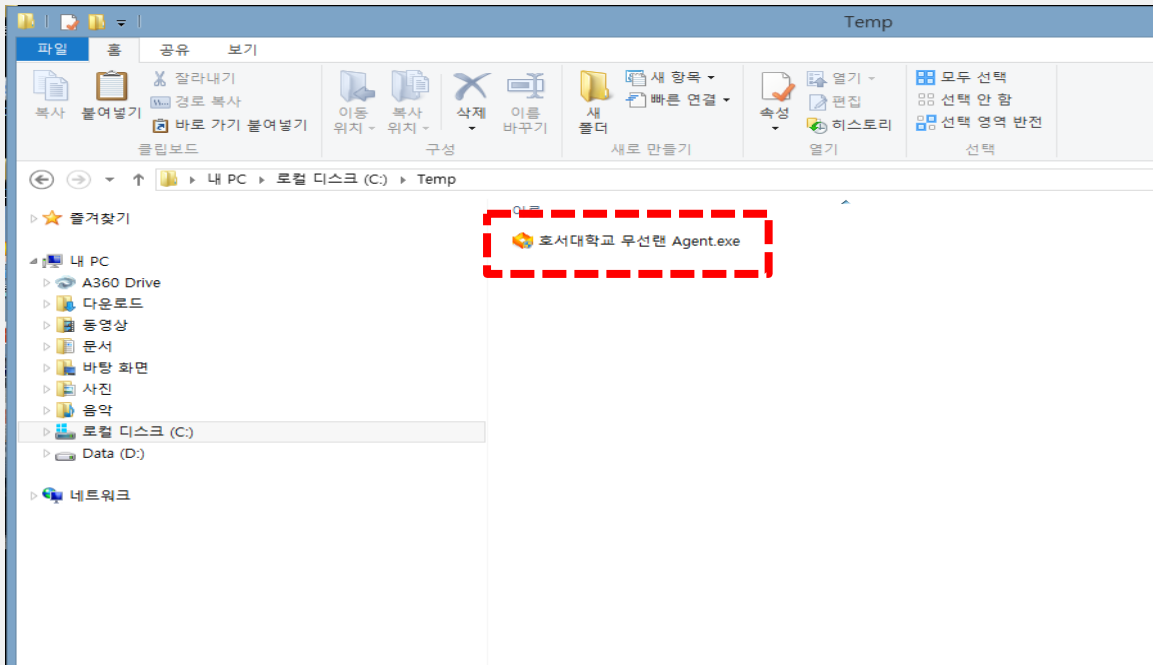 Temp
파일 홈 공유 보기
복사 붙여넣기 잘라내기 경로 복사 바로 가기 붙여넣기
이동 위치 복사 위치 삭제 이름 바꾸기
새 폴더 새 항목 빠른 연결
속성 열기 편집 히스토리
모두 선택 선택 안 함 선택 영역 반전
클립보드 구성 새로 만들기 열기 선택
내 PC 로컬 디스크 (C:) Temp
즐겨찾기
호서대학교 무선랜 Agent.exe
내 PC
A360 Drive
다운로드
동영상
문서
바탕 화면
사진
음악
로컬 디스크 (C:)
Data (D:)
네트워크